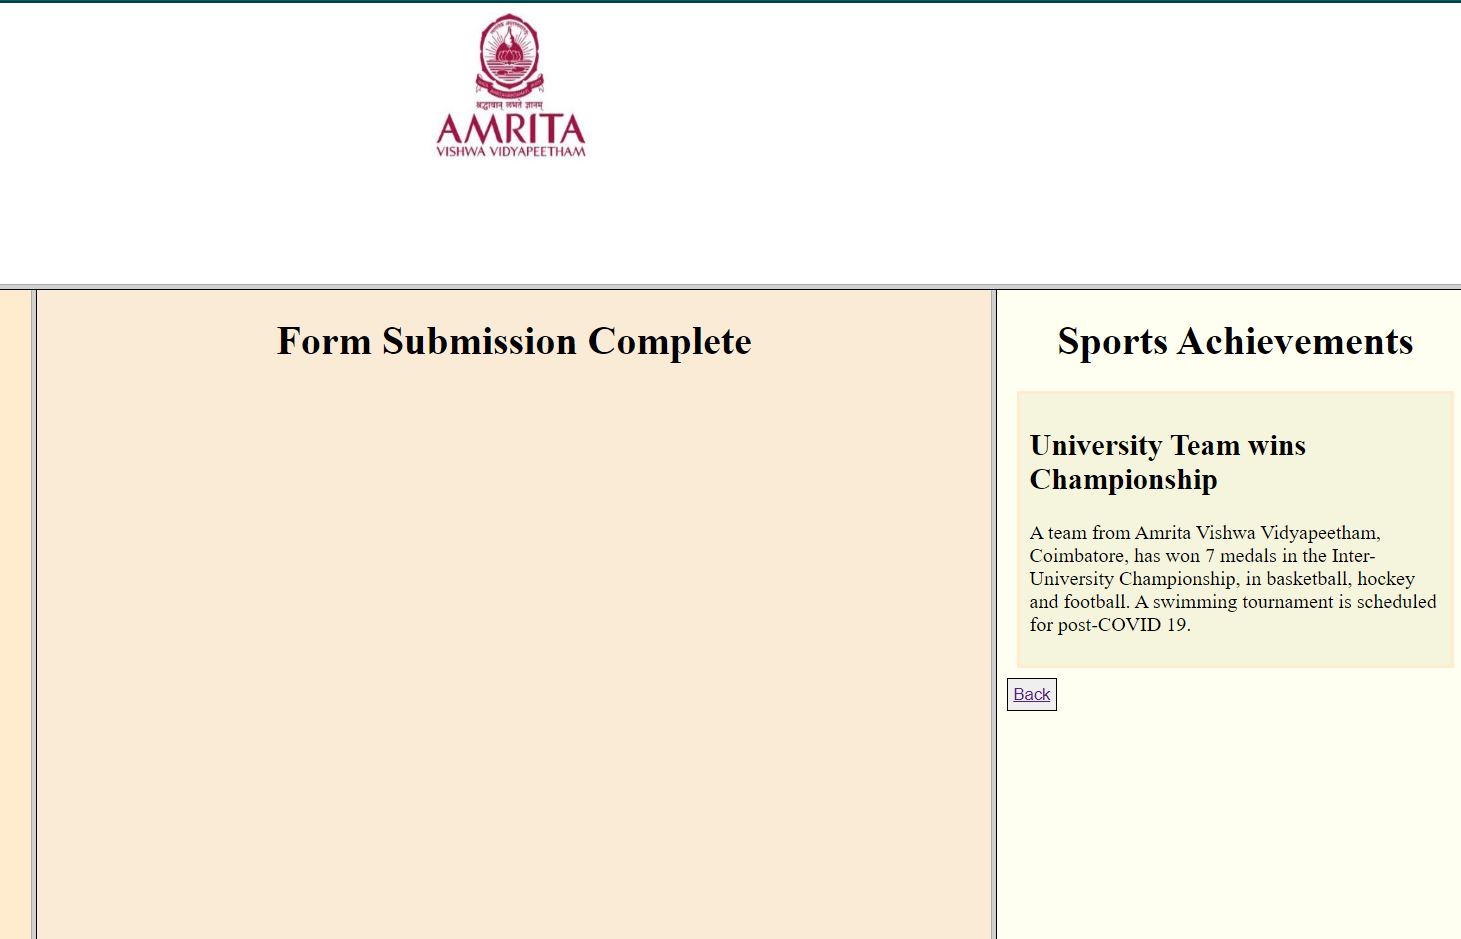 श्रद्धावान् लभते ज्ञानम्
AMRITA
VISHWA VIDYAPEETHAM
Form Submission Complete
Sports Achievements
University Team wins
Championship
A team from Amrita Vishwa Vidyapeetham,
Coimbatore, has won 7 medals in the Inter-
University Championship, in basketball, hockey
and football. A swimming tournament is scheduled
for post-COVID 19.
Back